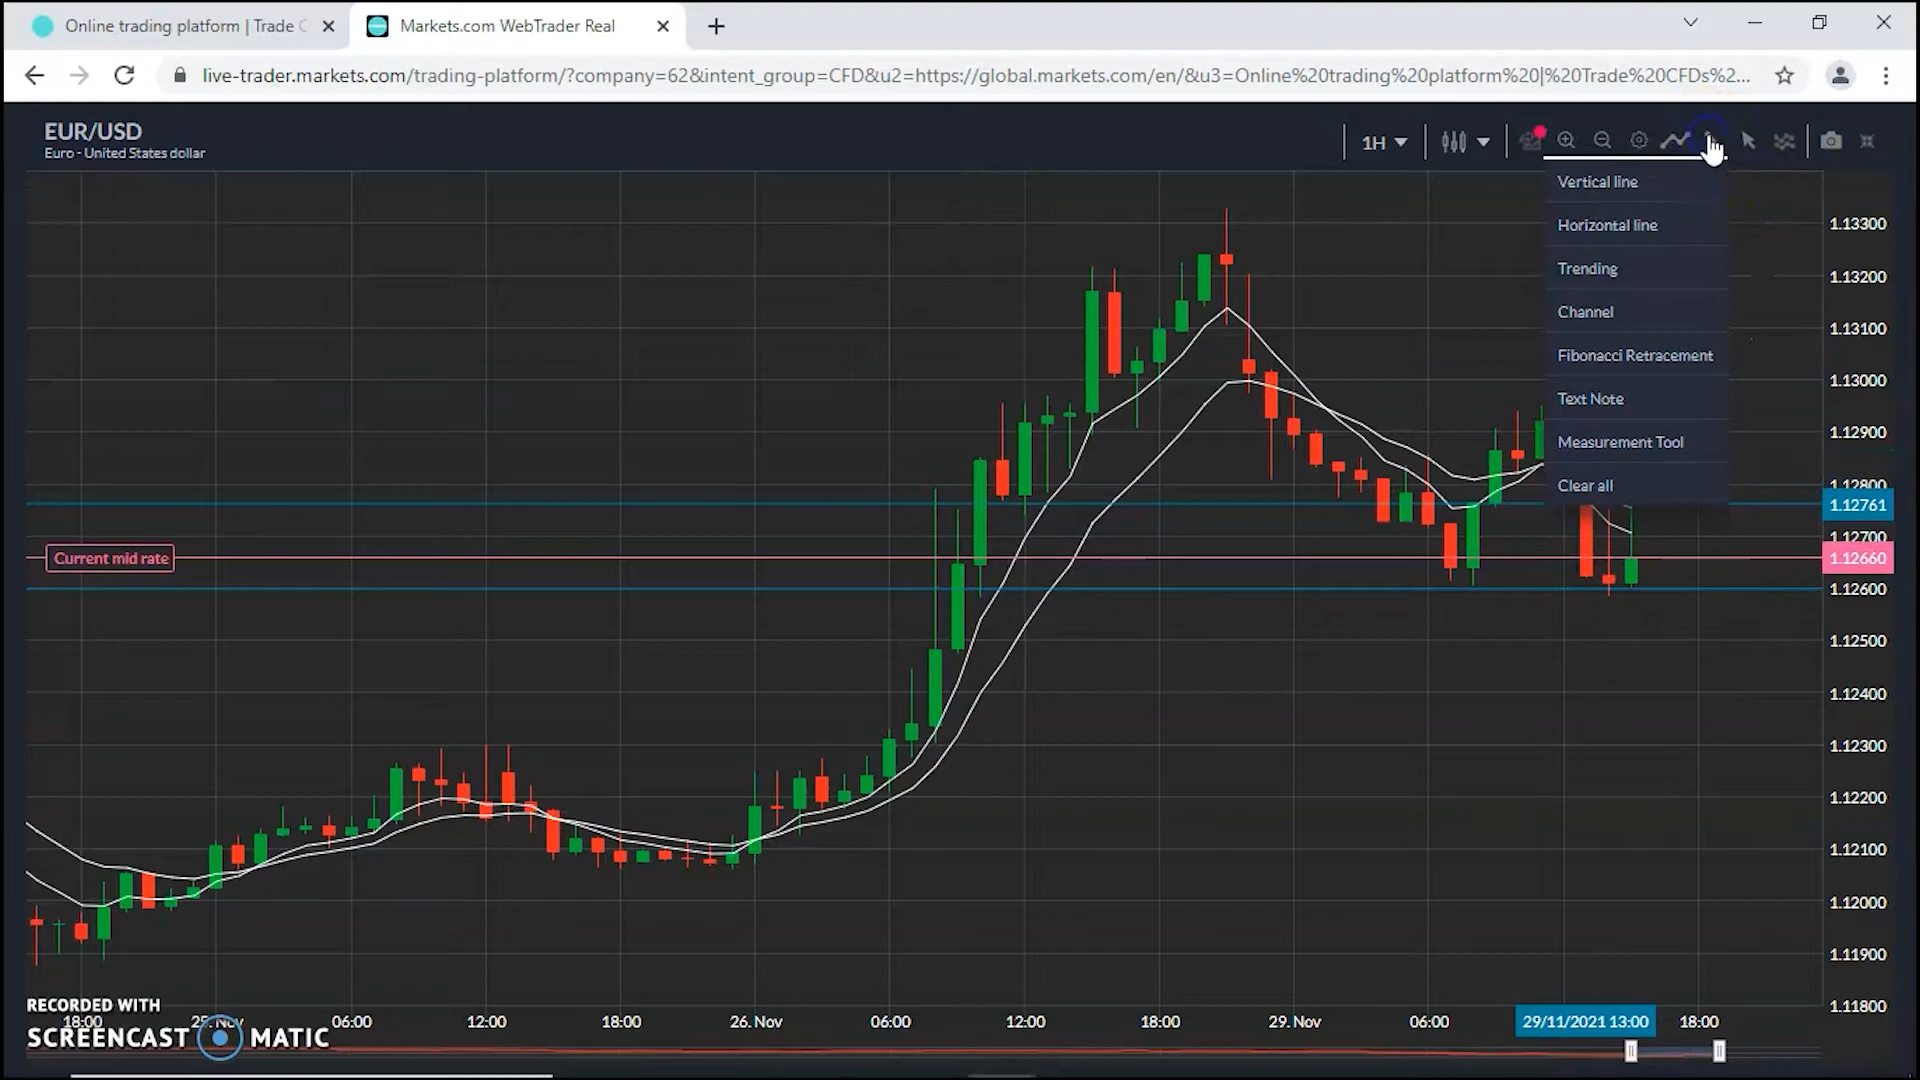 Online trading platform | Trade C
Markets.com WebTrader Real
live-trader.markets.com/trading-platform/?company=62&intent_group=CFD&u2=https://global.markets.com/en/&u3=Online%20trading%20platform%20|%20Trade%20CFDs%2...
EUR/USD
Euro - United States dollar
1H
Vertical line
Horizontal line
Trending
Channel
Fibonacci Retracement
Text Note
Measurement Tool
Clear all
1.13300
1.13200
1.13100
1.13000
1.12900
1.12800
1.12761
1.12700
Current mid rate
1.12660
1.12600
1.12500
1.12400
1.12300
1.12200
1.12100
1.12000
1.11900
1.11800
18:00
25. Nov
06:00
12:00
18:00
26. Nov
06:00
12:00
18:00
29. Nov
06:00
29/11/2021 13:00
18:00
RECORDED WITH
SCREENCAST MATIC